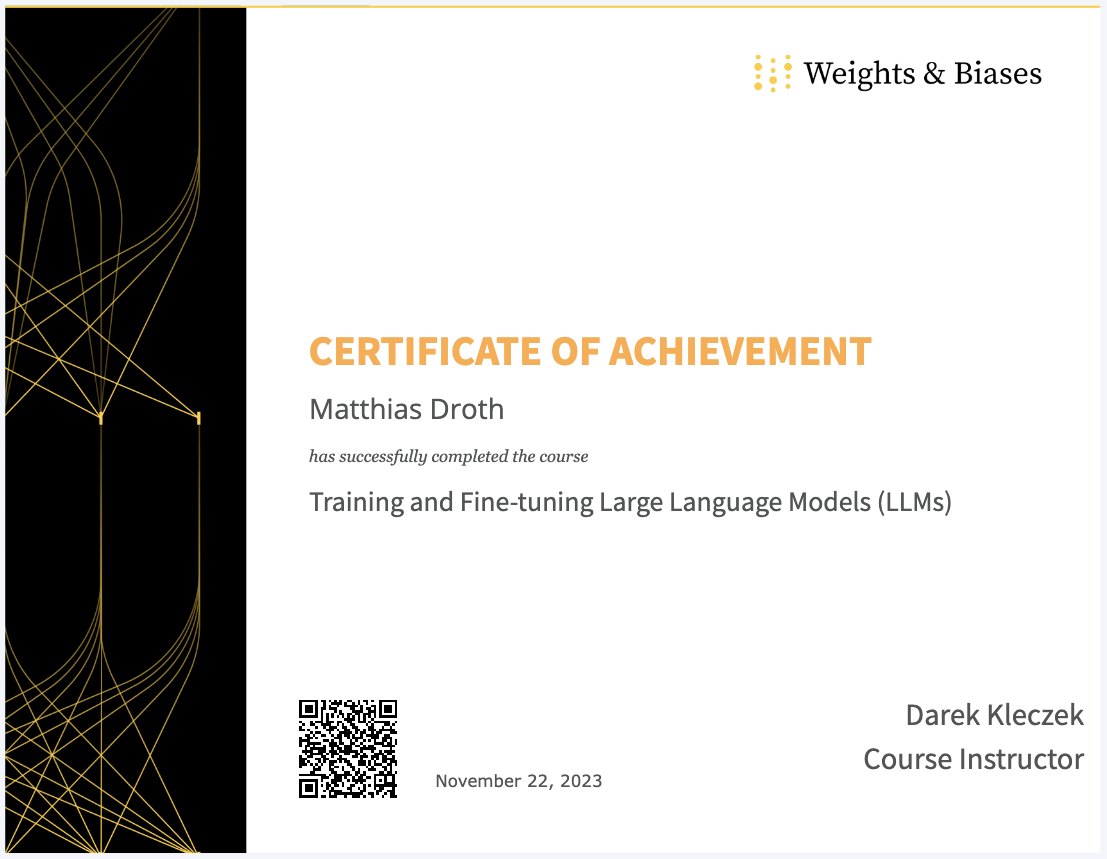 Weights & Biases
CERTIFICATE OF ACHIEVEMENT
Matthias Droth
has successfully completed the course
Training and Fine-tuning Large Language Models (LLMs)
Darek Kleczek
Course Instructor
November 22, 2023